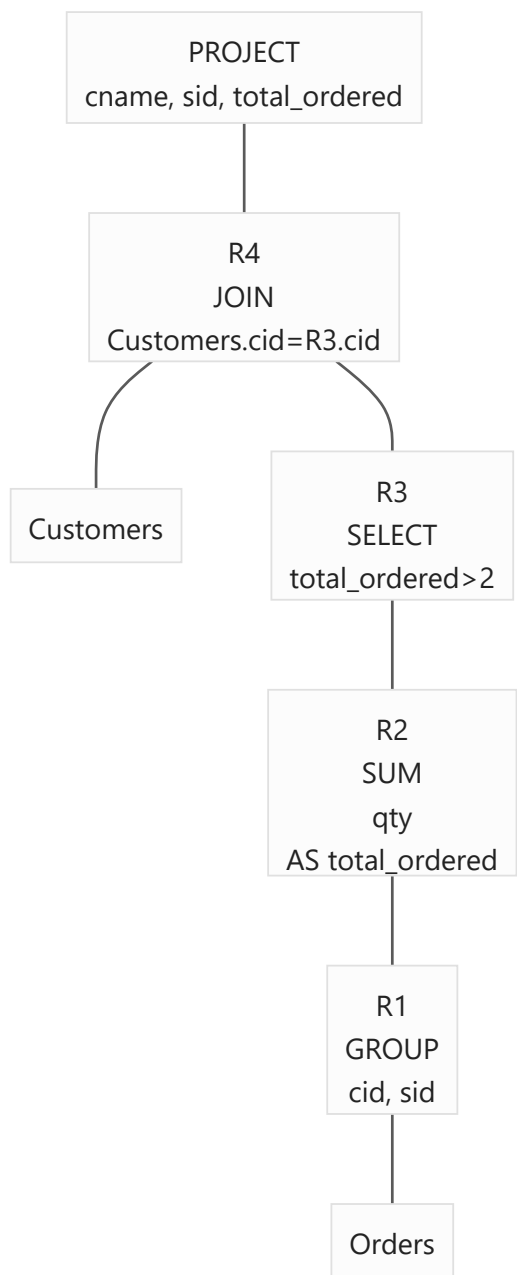 PROJECT
cname, sid, total_ordered
R4
JOIN
Customers.cid=R3.cid
Customers
R3
SELECT
total_ordered>2
R2
SUM
qty
AS total_ordered
R1
GROUP
cid, sid
Orders